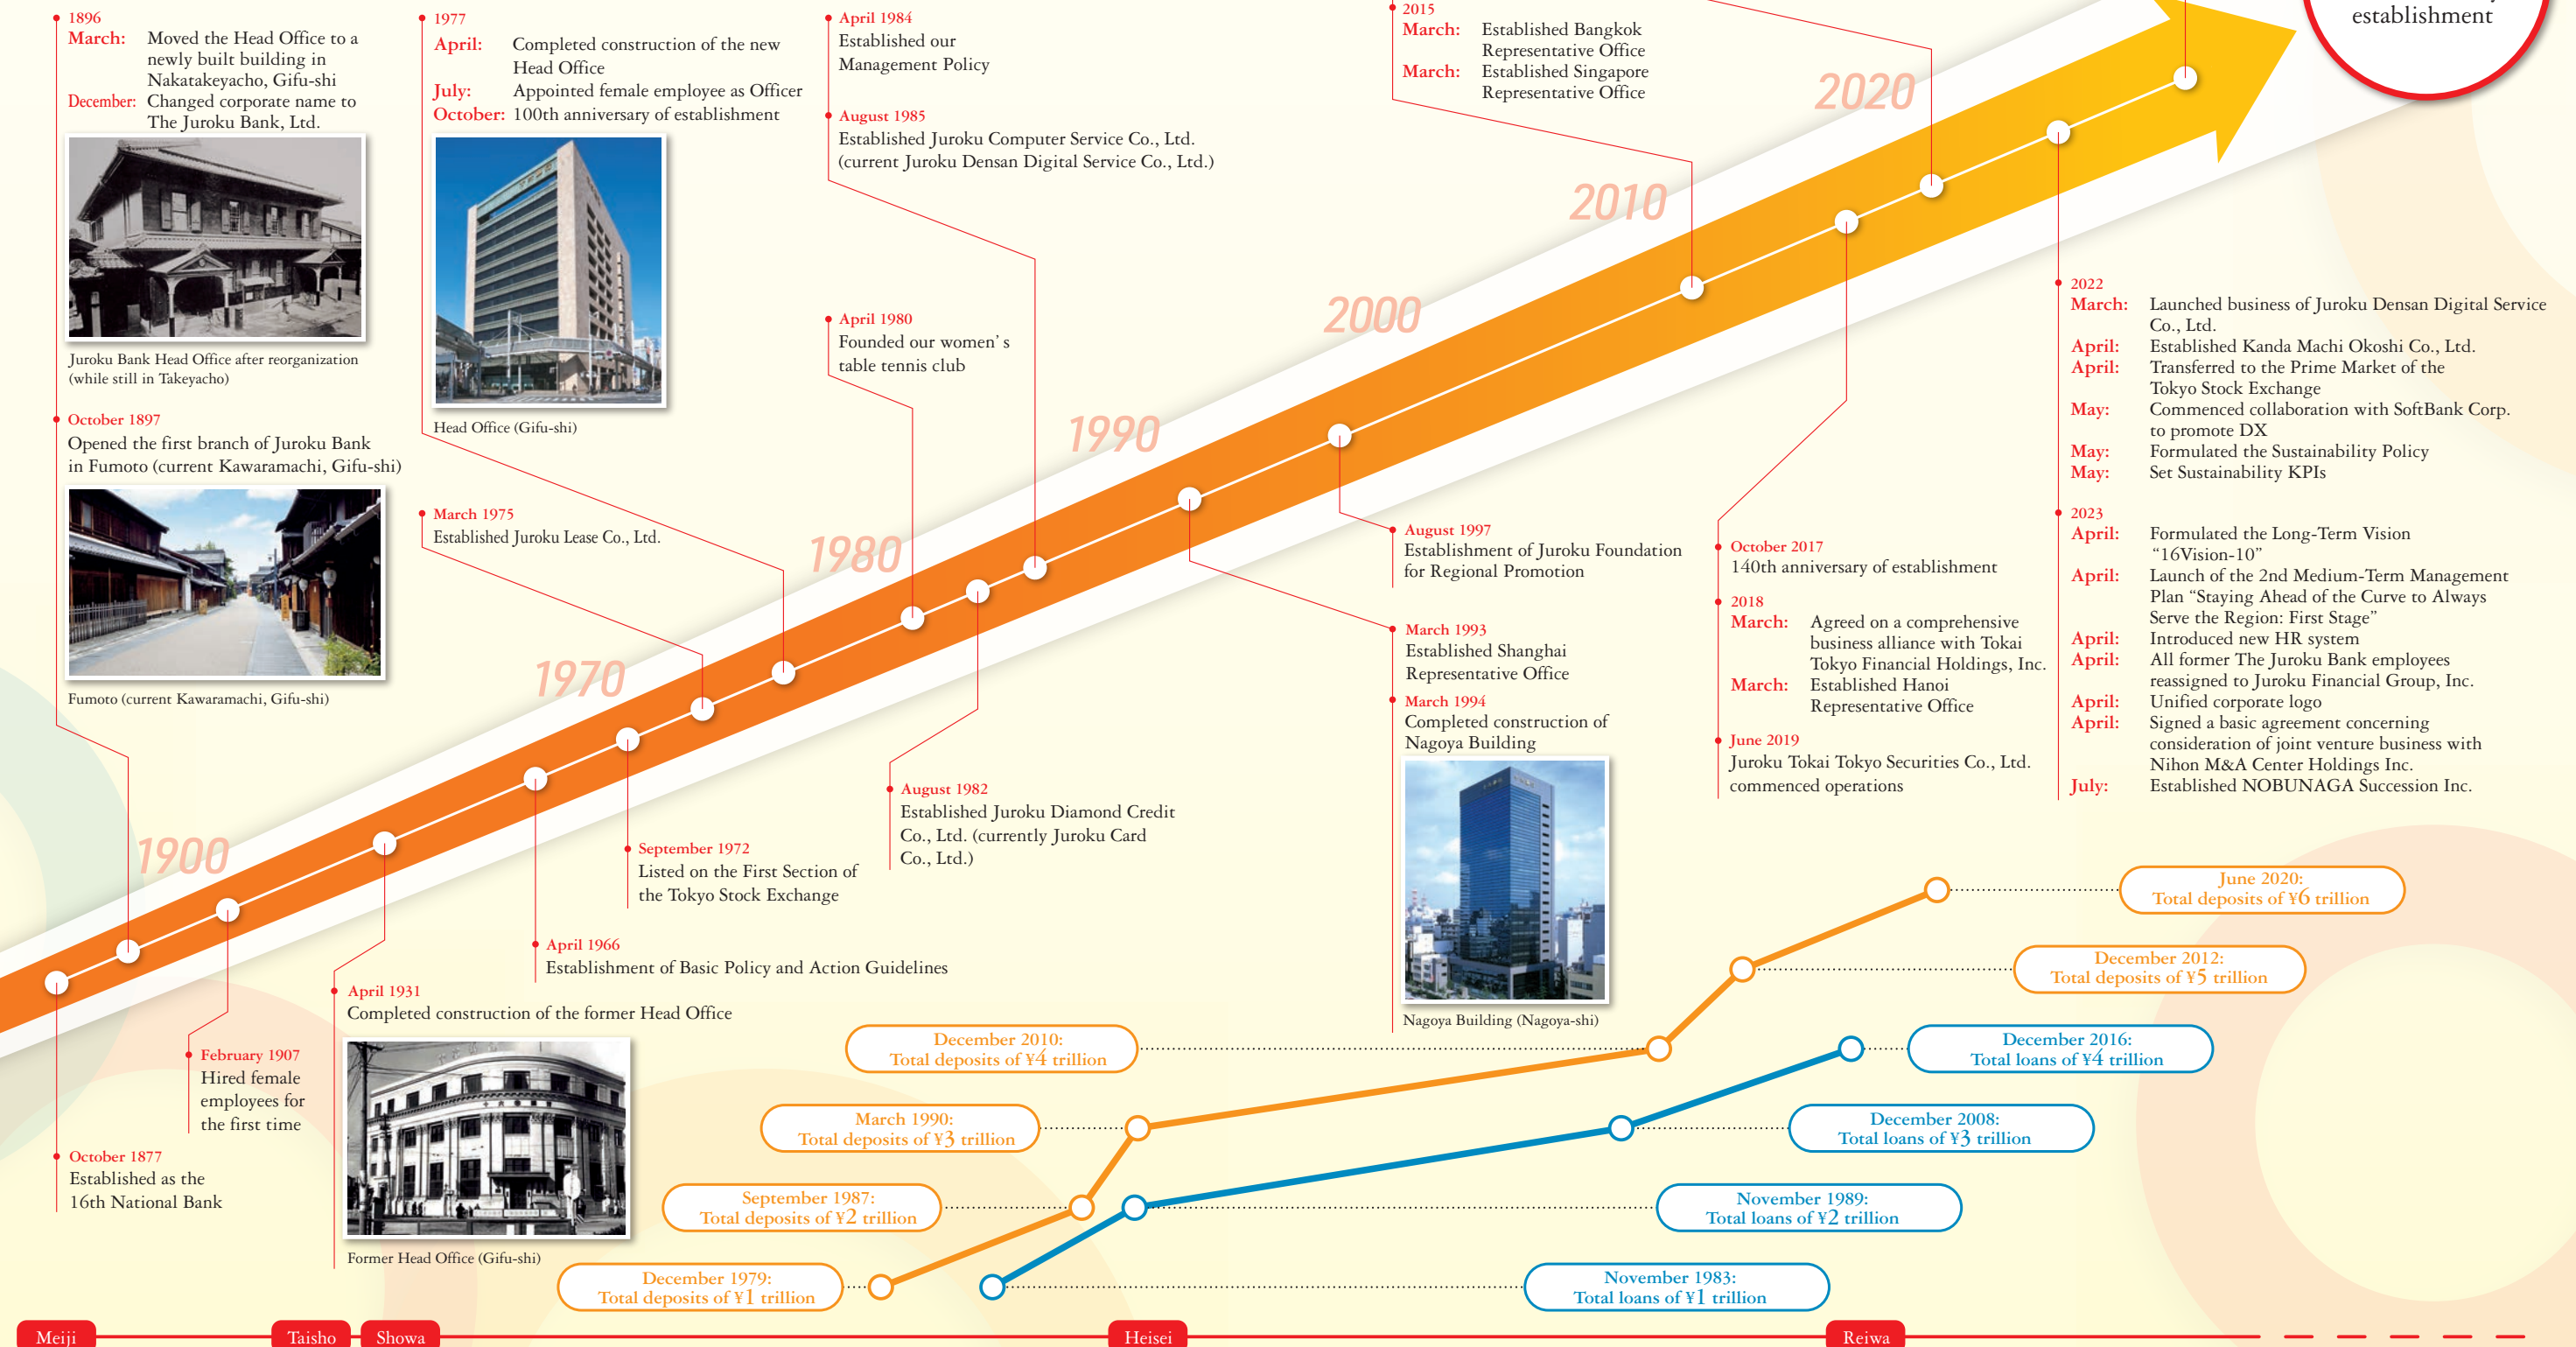 1896
March: Moved the Head Office to a
newly built building in
Nakatakeyacho, Gifu-shi
December: Changed corporate name to
The Juroku Bank, Ltd.
Juroku Bank Head Office after reorganization
(while still in Takeyacho)
October 1897
Opened the first branch of Juroku Bank
in Fumoto (current Kawaramachi, Gifu-shi)
Fumoto (current Kawaramachi, Gifu-shi)
1977
April: Completed construction of the new
Head Office
July: Appointed female employee as Officer
October: 100th anniversary of establishment
Head Office (Gifu-shi)
March 1975
Established Juroku Lease Co., Ltd.
April 1984
Established our
Management Policy
August 1985
Established Juroku Computer Service Co., Ltd.
(current Juroku Densan Digital Service Co., Ltd.)
April 1980
Founded our women's
table tennis club
2015
March: Established Bangkok
Representative Office
March: Established Singapore
Representative Office
establishment
1900
1970
1980
1990
2000
2010
2020
October 1877
Established as the
16th National Bank
February 1907
Hired female
employees for
the first time
April 1931
Completed construction of the former Head Office
Former Head Office (Gifu-shi)
April 1966
Establishment of Basic Policy and Action Guidelines
September 1972
Listed on the First Section of
the Tokyo Stock Exchange
August 1982
Established Juroku Diamond Credit
Co., Ltd. (currently Juroku Card
Co., Ltd.)
August 1997
Establishment of Juroku Foundation
for Regional Promotion
March 1993
Established Shanghai
Representative Office
March 1994
Completed construction of
Nagoya Building
Nagoya Building (Nagoya-shi)
October 2017
140th anniversary of establishment
2018
March: Agreed on a comprehensive
business alliance with Tokai
Tokyo Financial Holdings, Inc.
March: Established Hanoi
Representative Office
June 2019
Juroku Tokai Tokyo Securities Co., Ltd.
commenced operations
2022
March: Launched business of Juroku Densan Digital Service
Co., Ltd.
April: Established Kanda Machi Okoshi Co., Ltd.
April: Transferred to the Prime Market of the
Tokyo Stock Exchange
May: Commenced collaboration with SoftBank Corp.
to promote DX
May: Formulated the Sustainability Policy
May: Set Sustainability KPIs
2023
April: Formulated the Long-Term Vision
“16Vision-10”
April: Launch of the 2nd Medium-Term Management
Plan “Staying Ahead of the Curve to Always
Serve the Region: First Stage”
April: Introduced new HR system
April: All former The Juroku Bank employees
reassigned to Juroku Financial Group, Inc.
April: Unified corporate logo
April: Signed a basic agreement concerning
consideration of joint venture business with
Nihon M&A Center Holdings Inc.
July: Established NOBUNAGA Succession Inc.
June 2020:
Total deposits of ¥6 trillion
December 2012:
Total deposits of ¥5 trillion
December 2010:
Total deposits of ¥4 trillion
March 1990:
Total deposits of ¥3 trillion
September 1987:
Total deposits of ¥2 trillion
December 1979:
Total deposits of ¥1 trillion
December 2016:
Total loans of ¥4 trillion
December 2008:
Total loans of ¥3 trillion
November 1989:
Total loans of ¥2 trillion
November 1983:
Total loans of ¥1 trillion
Meiji
Taisho
Showa
Heisei
Reiwa